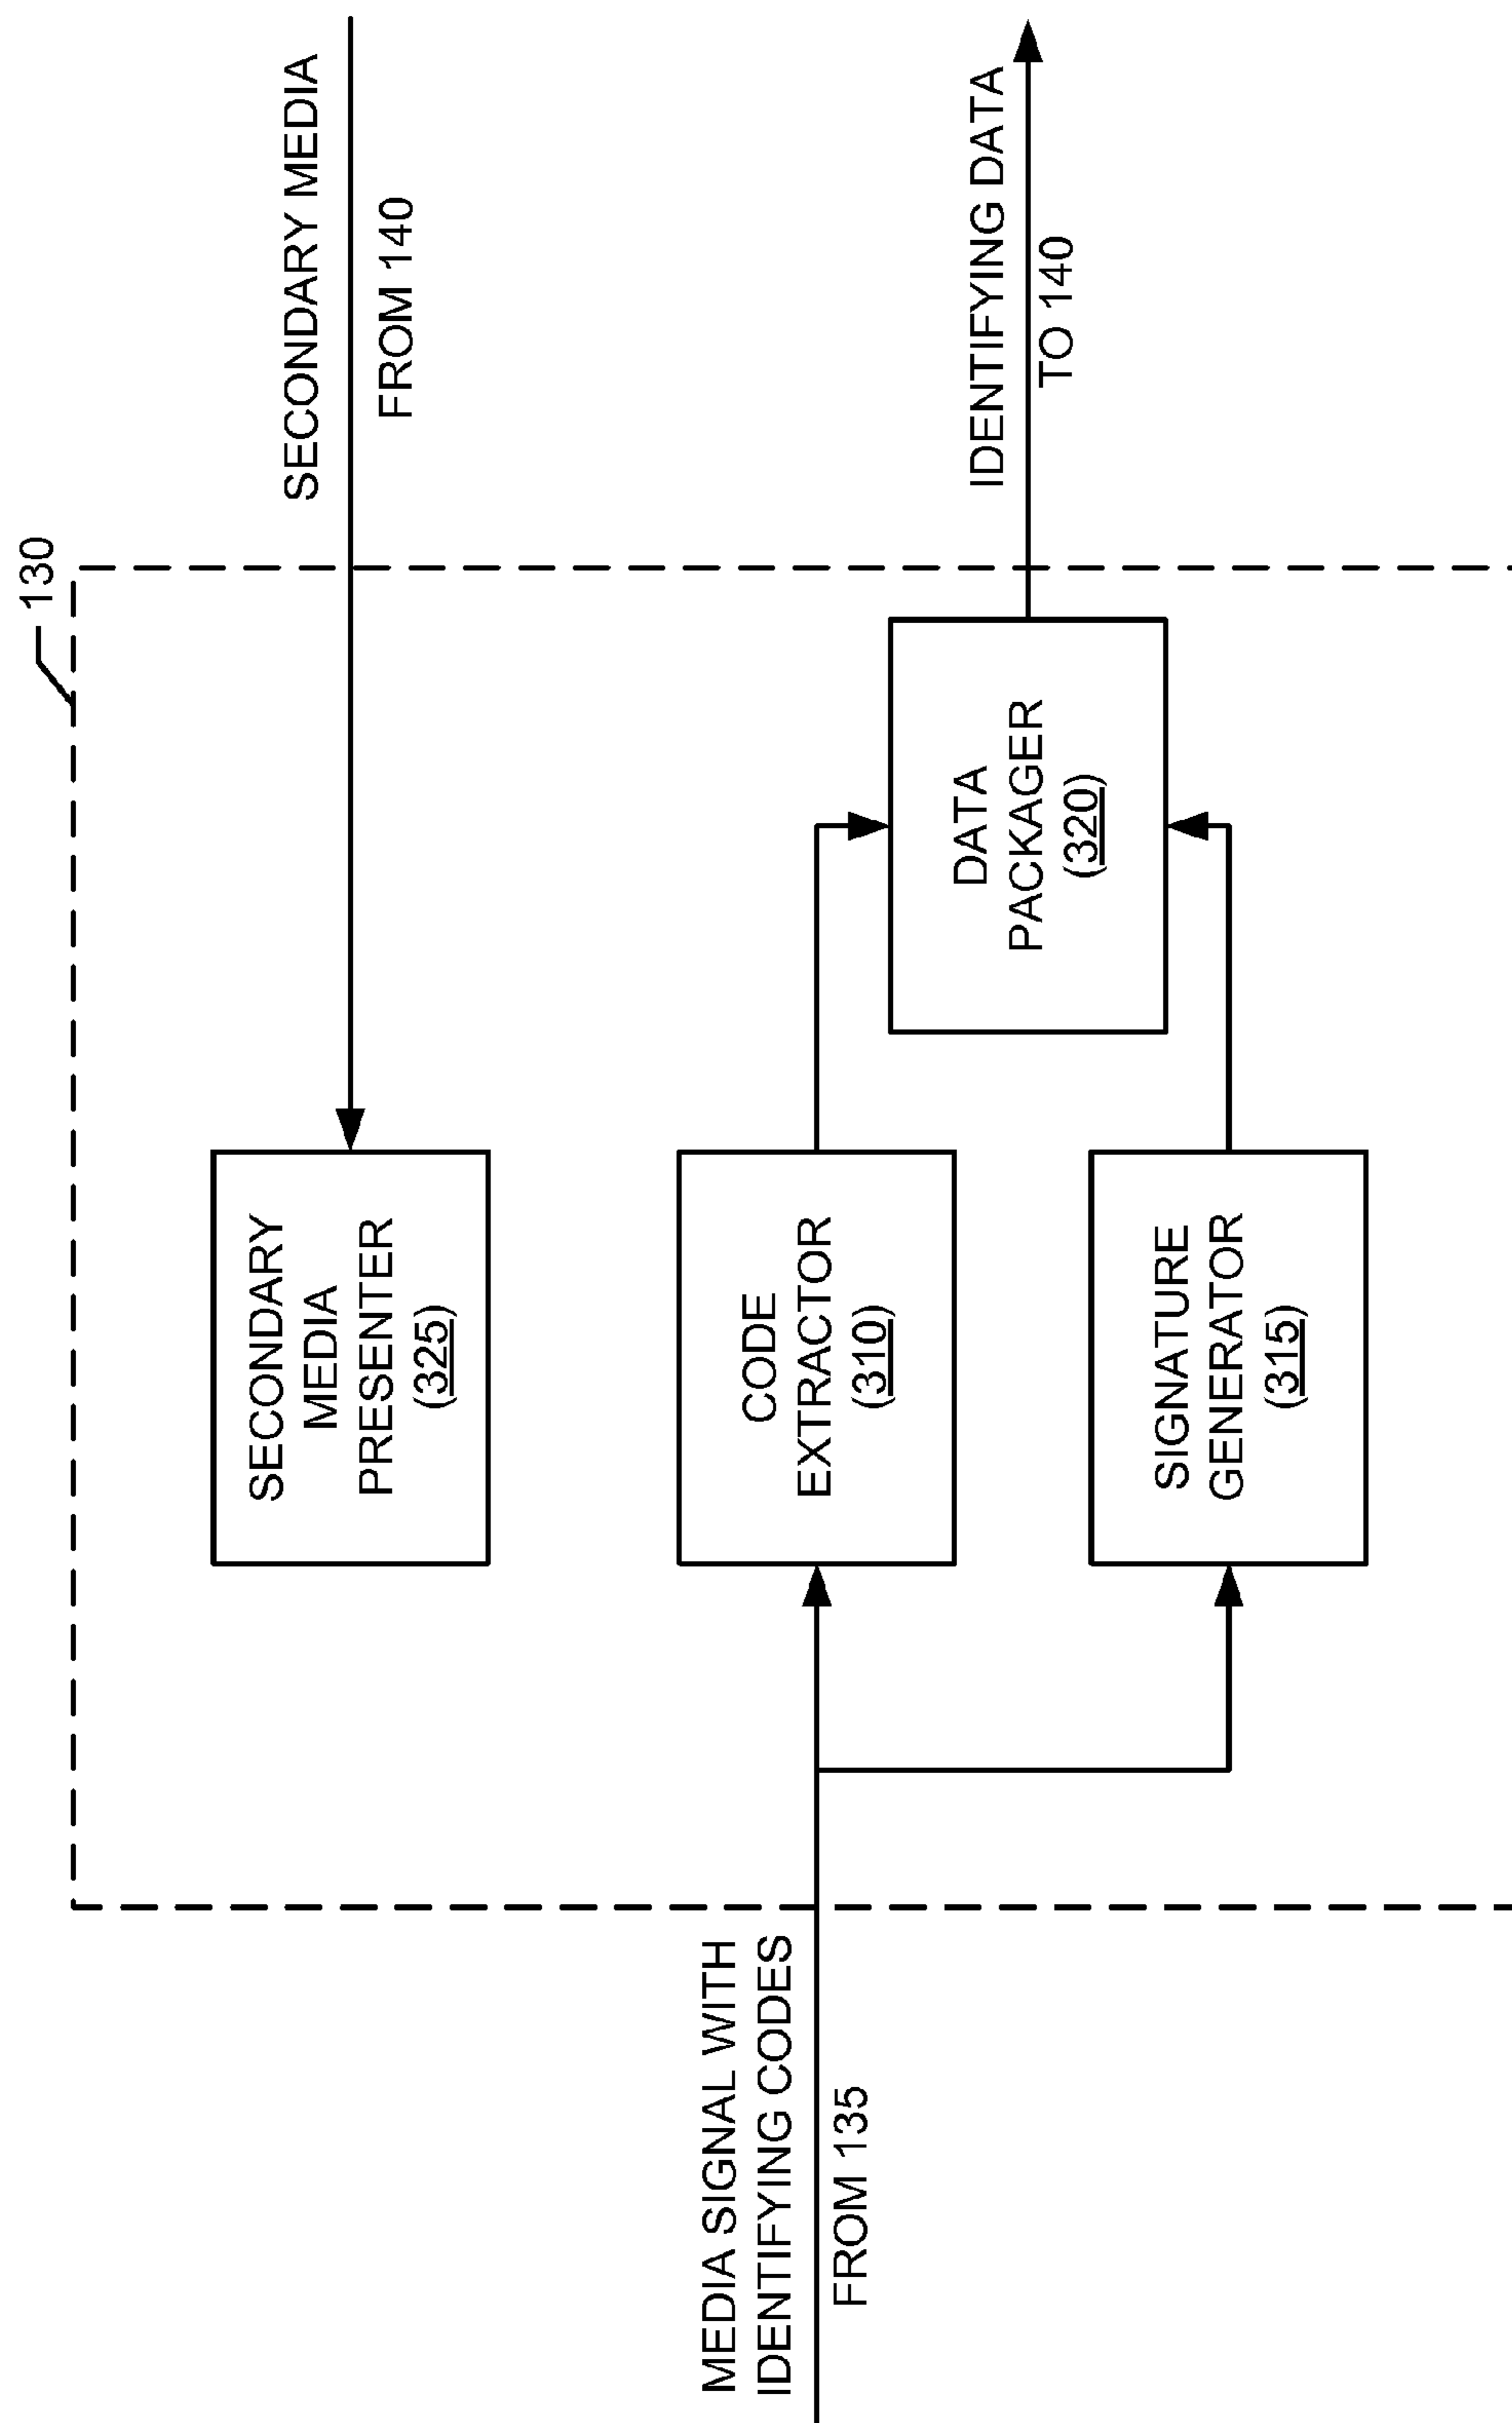 130
SECONDARY MEDIA
FROM 140
SECONDARY
MEDIA
PRESENTER
(325)
MEDIA SIGNAL WITH
IDENTIFYING CODES
FROM 135
CODE
EXTRACTOR
(310)
SIGNATURE
GENERATOR
(315)
DATA
PACKAGER
(320)
IDENTIFYING DATA
TO 140